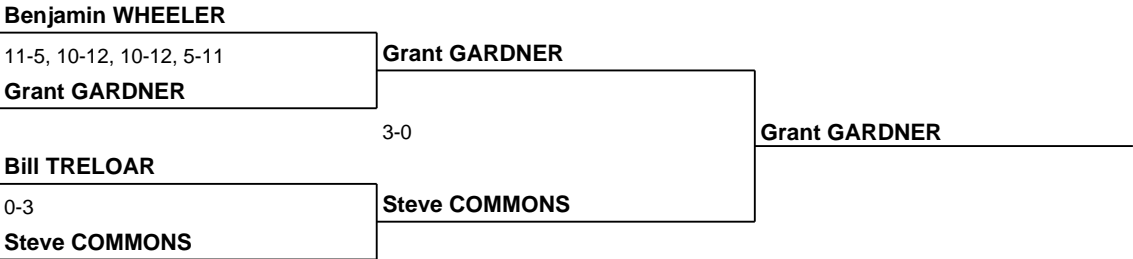 Benjamin WHEELER
11-5, 10-12, 10-12, 5-11
Grant GARDNER
Grant GARDNER
3-0
Grant GARDNER
Bill TRELOAR
0-3
Steve COMMONS
Steve COMMONS